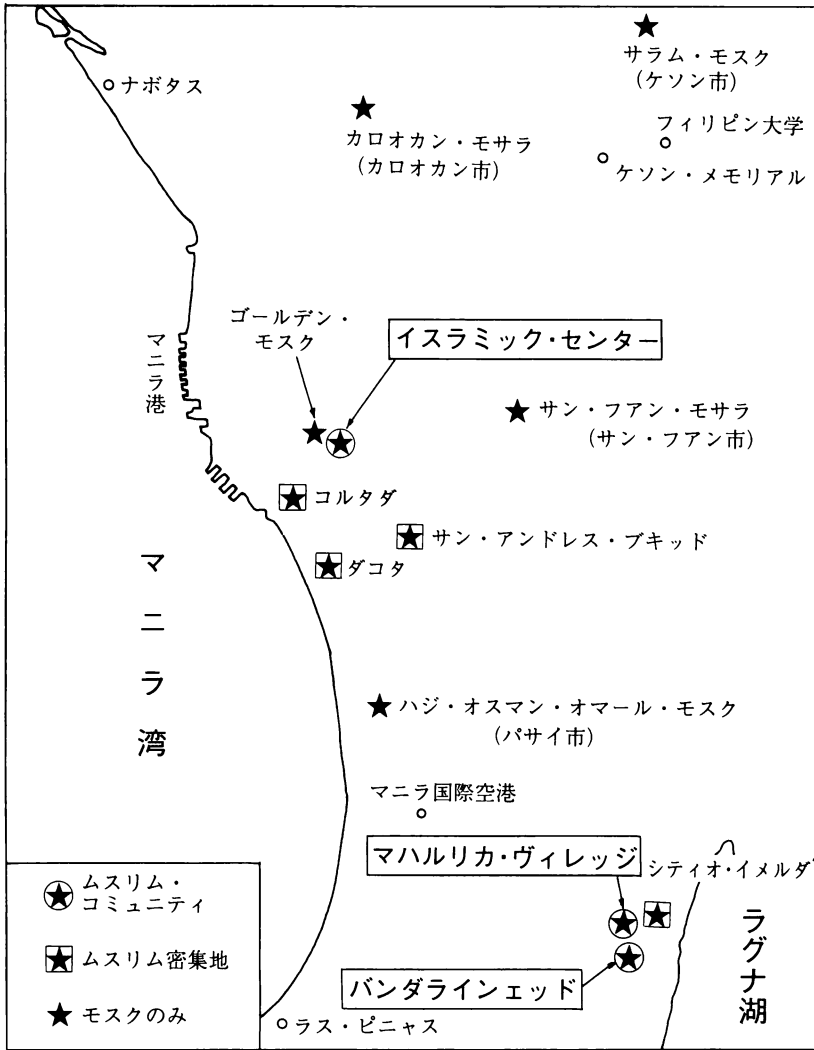 サラム・モスク
(ケソン市)
ナボタス
カロオカン・モサラ
(カロオカン市)
フィリピン大学
ケソン・メモリアル
ゴールデン・
モスク
イスラミック・センター
マニラ港
サン・フアン・モサラ
(サン・フアン市)
コルタダ
サン・アンドレス・ブキッド
ダコタ
マニラ湾
ハジ・オスマン・オマール・モスク
(パサイ市)
マニラ国際空港
マハルリカ・ヴィレッジ
シティオ・イメルダ
ラグナ湖
バンダラインェッド
ラス・ピニャス
ムスリム・
コミュニティ
ムスリム密集地
モスクのみ